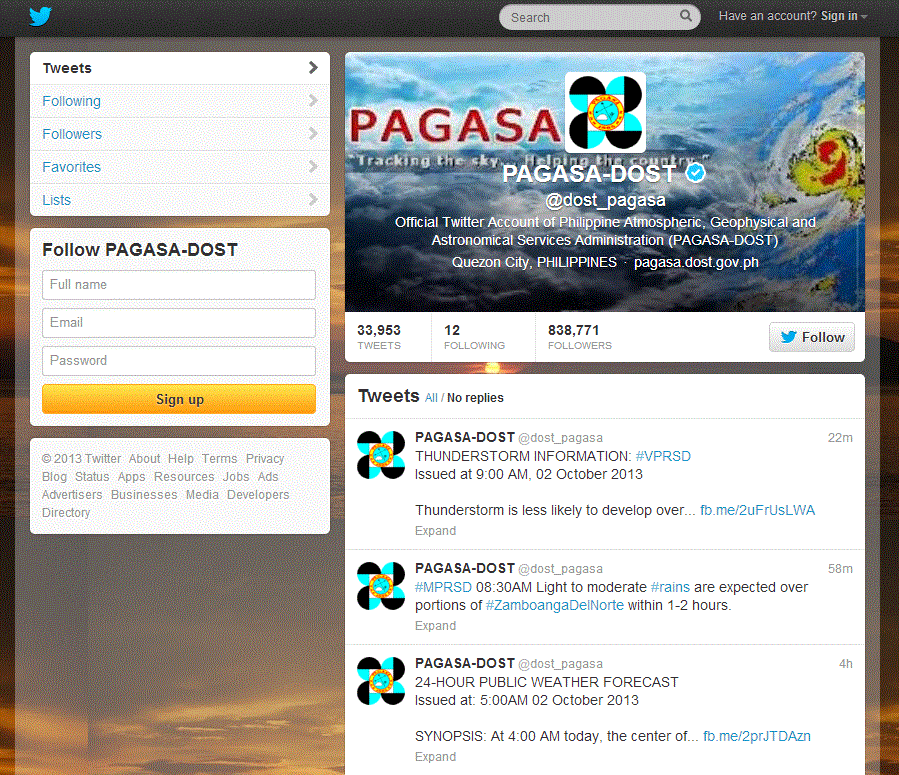 Search
Have an account? Sign in
Tweets
Following
Followers
Favorites
Lists
Follow PAGASA-DOST
Full name
Email
Password
Sign up
© 2013 Twitter About Help Terms Privacy
Blog Status Apps Resources Jobs Ads
Advertisers Businesses Media Developers
Directory
PAGASA
"Tracking the sky... Helping the country."
PAGASA-DOST
@dost_pagasa
Official Twitter Account of Philippine Atmospheric, Geophysical and
Astronomical Services Administration (PAGASA-DOST)
Quezon City, PHILIPPINES · pagasa.dost.gov.ph
33,953 12 838,771
TWEETS FOLLOWING FOLLOWERS
Follow
Tweets All / No replies
PAGASA-DOST @dost_pagasa 22m
THUNDERSTORM INFORMATION: #VPRSD
Issued at 9:00 AM, 02 October 2013
Thunderstorm is less likely to develop over... fb.me/2uFrUsLWA
Expand
PAGASA-DOST @dost_pagasa 58m
#MPRSD 08:30AM Light to moderate #rains are expected over
portions of #ZamboangaDelNorte within 1-2 hours.
Expand
PAGASA-DOST @dost_pagasa 4h
24-HOUR PUBLIC WEATHER FORECAST
Issued at: 5:00AM 02 October 2013
SYNOPSIS: At 4:00 AM today, the center of... fb.me/2prJTDAzn
Expand